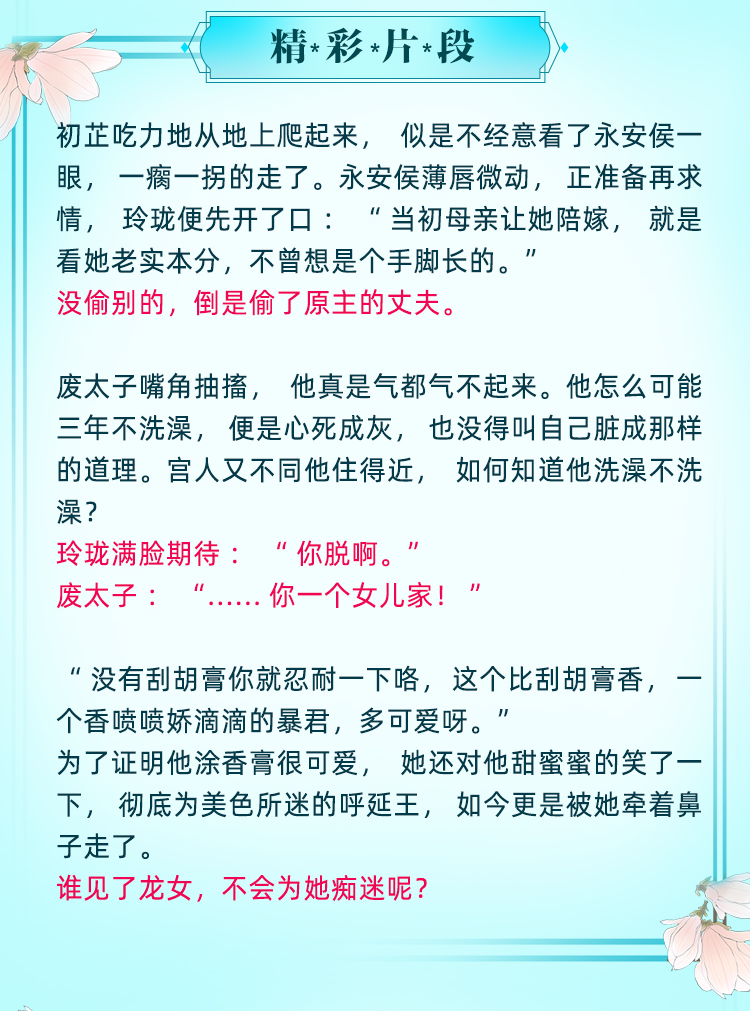 精*彩*片*段
初芷吃力地从地上爬起来，似是不经意看了永安侯一
眼，一瘸一拐的走了。永安侯薄唇微动，正准备再求
情，玲珑便先开了口：“当初母亲让她陪嫁，就是
看她老实本分，不曾想是个手脚长的。”
没偷别的，倒是偷了原主的丈夫。
废太子嘴角抽搐，他真是气都气不起来。他怎么可能
三年不洗澡，便是心死成灰，也没得叫自己脏成那样
的道理。宫人又不同他住得近，如何知道他洗澡不洗
澡？
玲珑满脸期待：“你脱啊。”
废太子：“……你一个女儿家！”
“没有刮胡膏你就忍耐一下咯，这个比刮胡膏香，一
个香喷喷娇滴滴的暴君，多可爱呀。”
为了证明他涂香膏很可爱，她还对他甜蜜蜜的笑了一
下，彻底为美色所迷的呼延王，如今更是被她牵着鼻
子走了。
谁见了龙女，不会为她痴迷呢？